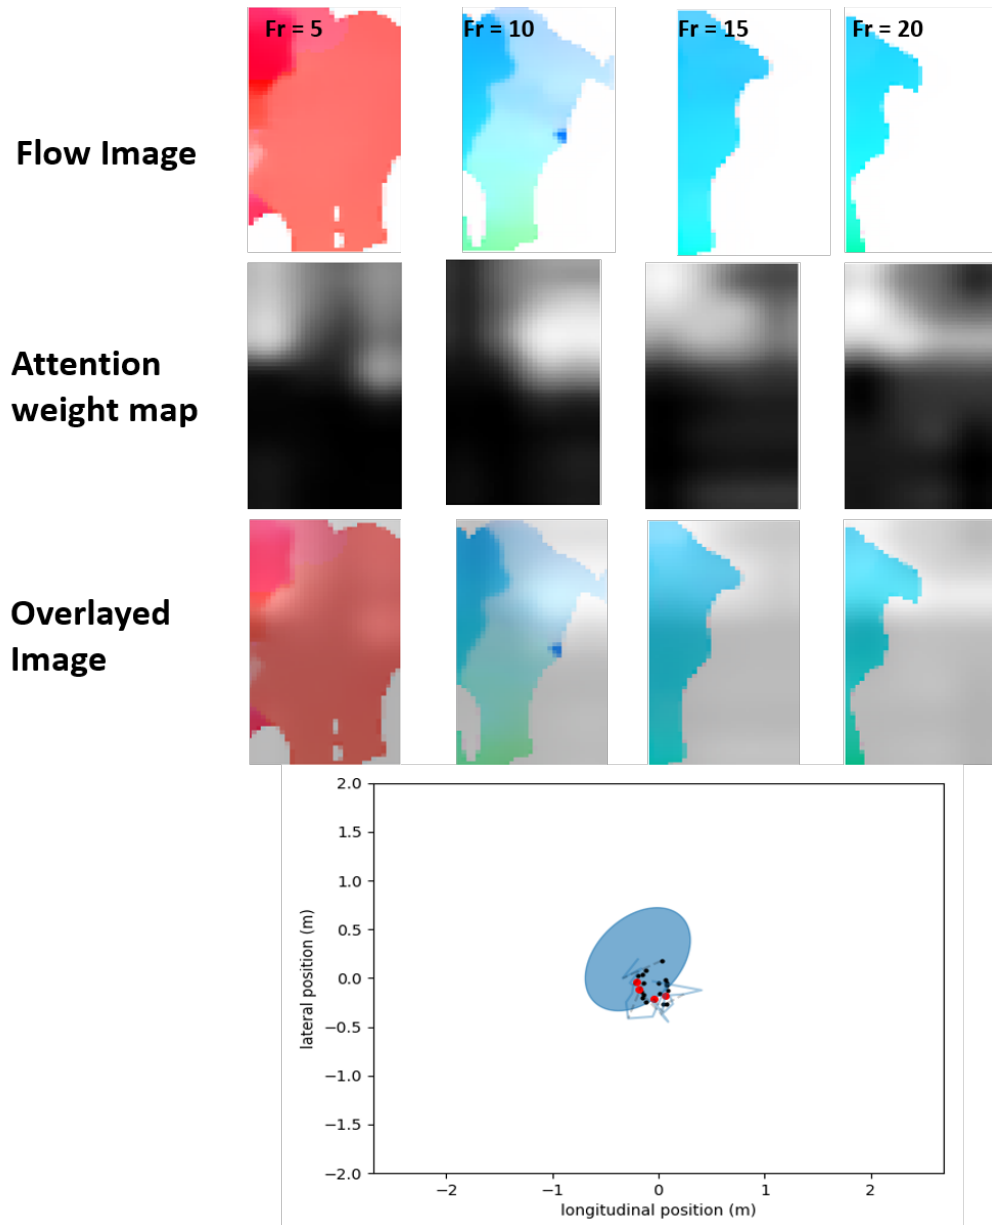 Fr = 5
Fr = 10
Fr = 15
Fr = 20
Flow Image
Attention
weight map
Overlayed
Image
2.0
1.5
1.0
0.5
0.0
−0.5
−1.0
−1.5
−2.0
lateral position (m)
−2
−1
0
1
2
longitudinal position (m)